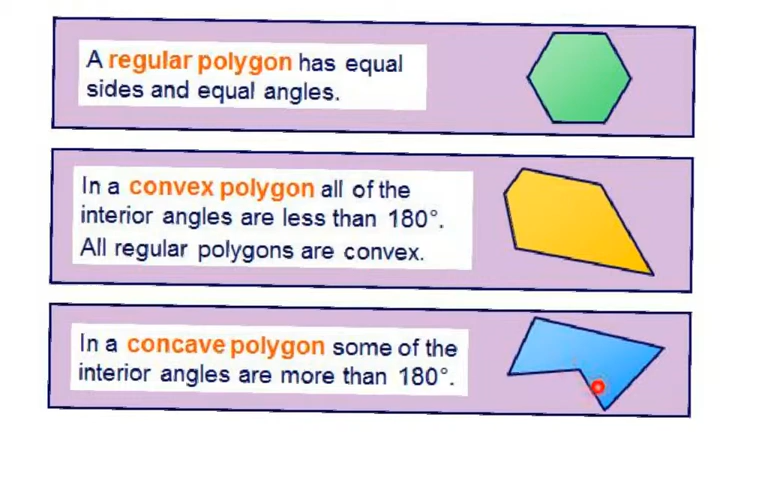 A regular polygon has equal
sides and equal angles.
In a convex polygon all of the
interior angles are less than 180°.
All regular polygons are convex.
In a concave polygon some of the
interior angles are more than 180°.